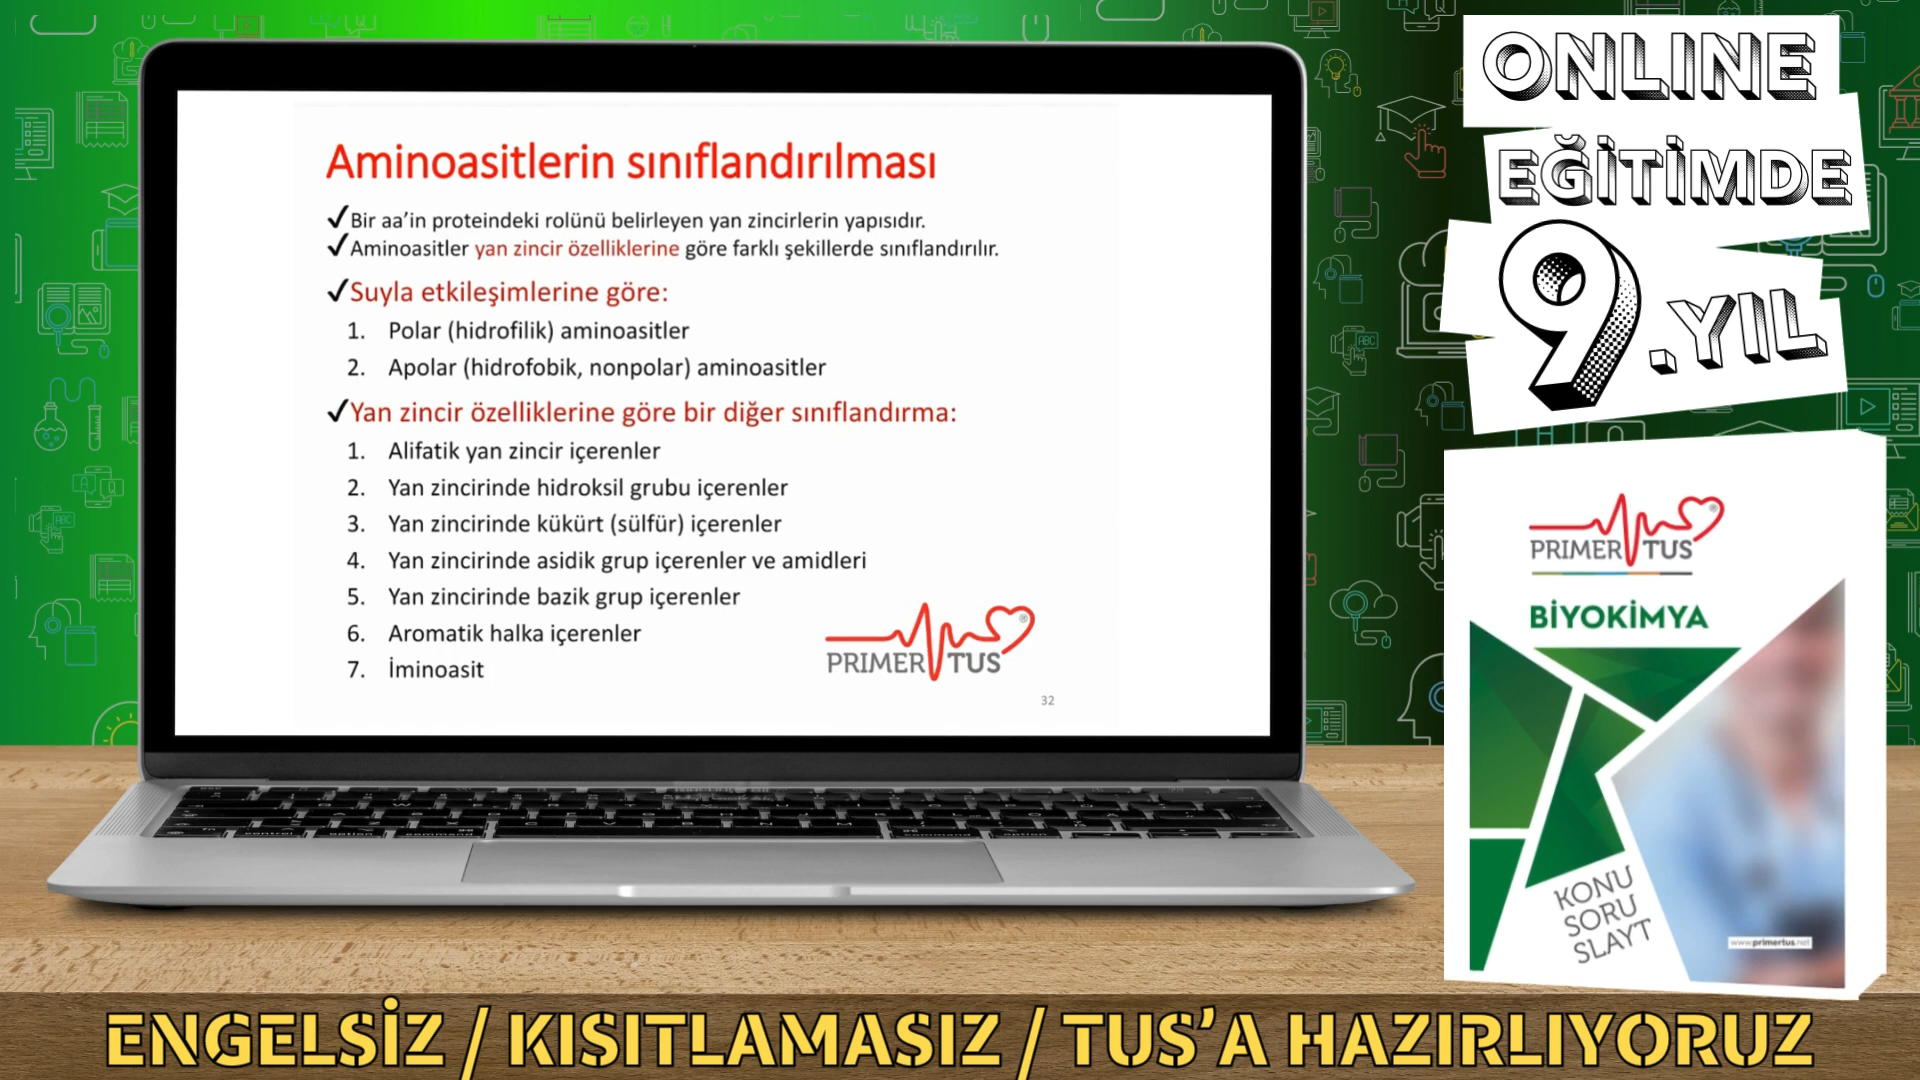 Aminoasitlerin sınıflandırılması
✓Bir aa’in proteindeki rolünü belirleyen yan zincirlerin yapısıdır.
✓Aminoasitler yan zincir özelliklerine göre farklı şekillerde sınıflandırılır.
✓Suyla etkileşimlerine göre:
1. Polar (hidrofilik) aminoasitler
2. Apolar (hidrofobik, nonpolar) aminoasitler
✓Yan zincir özelliklerine göre bir diğer sınıflandırma:
1. Alifatik yan zincir içerenler
2. Yan zincirinde hidroksil grubu içerenler
3. Yan zincirinde kükürt (sülfür) içerenler
4. Yan zincirinde asidik grup içerenler ve amidleri
5. Yan zincirinde bazik grup içerenler
6. Aromatik halka içerenler
7. İminoasit
PRIMER TUS ®
32
ONLINE
EĞİTİMDE
9.YIL
PRIMER TUS ®
BİYOKİMYA
KONU
SORU
SLAYT
www.primertus.net
ENGELSİZ / KISITLAMASIZ / TUS’A HAZIRLIYORUZ